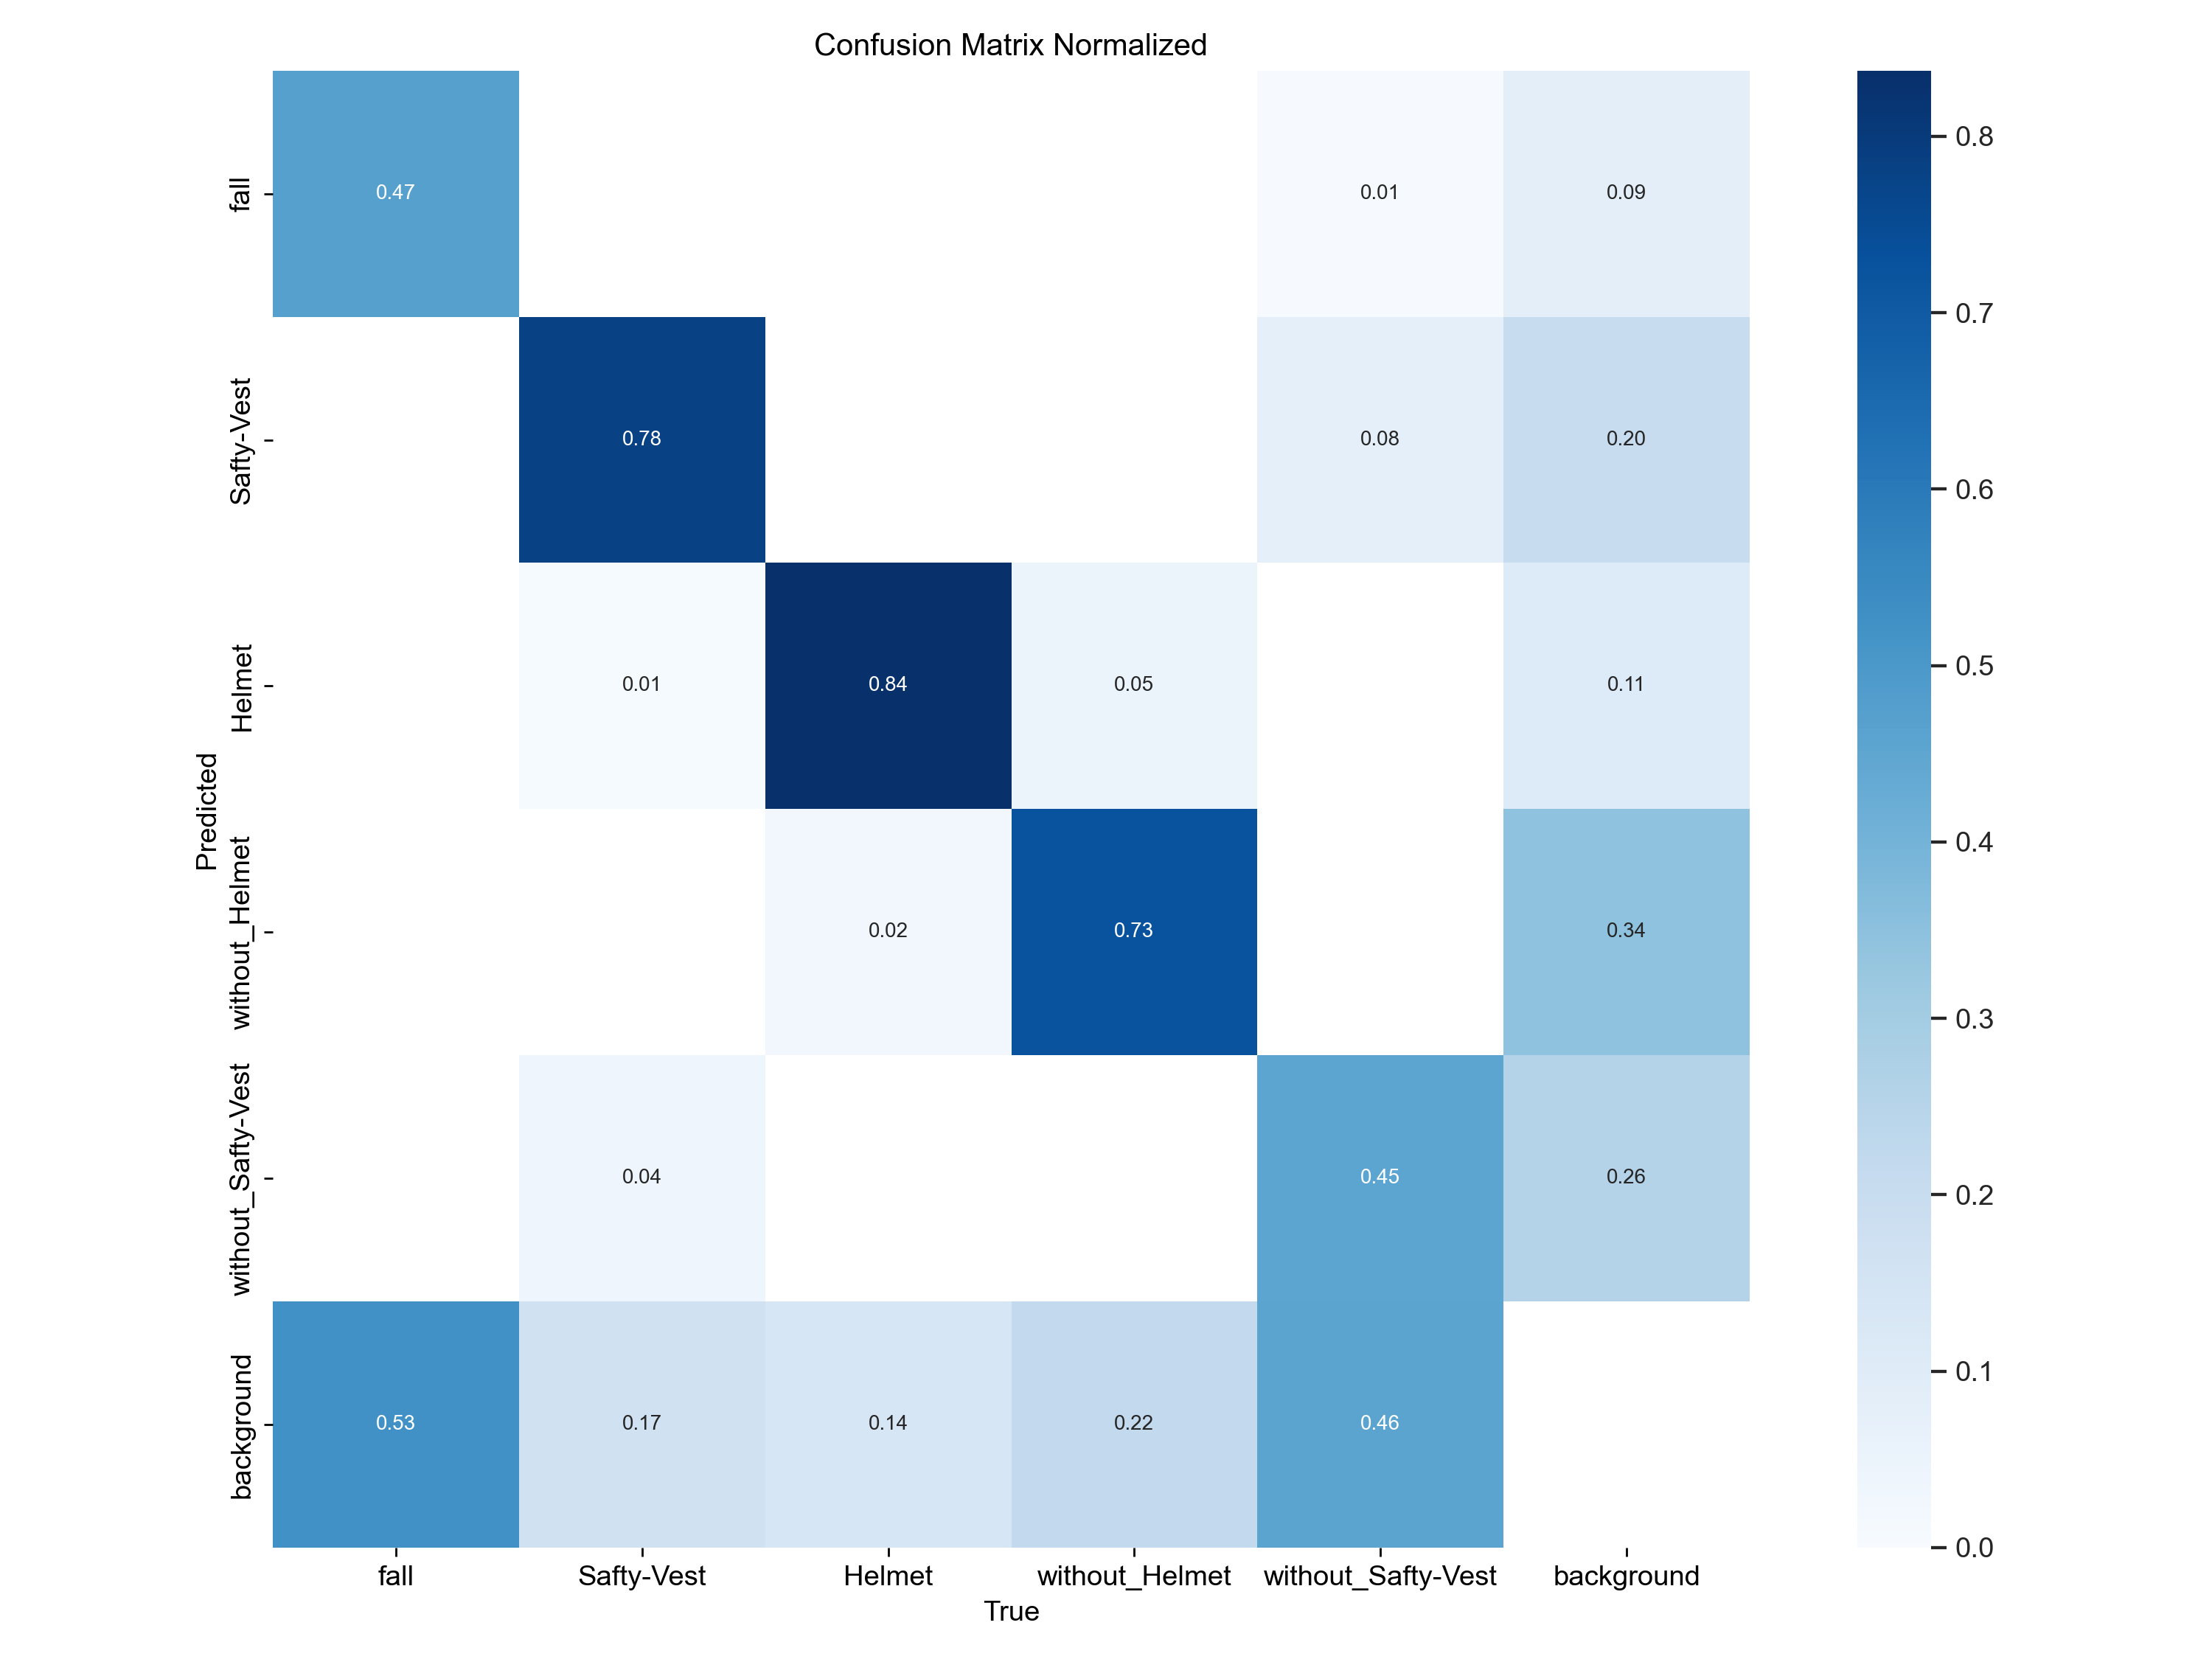 Confusion Matrix Normalized
fall
0.47
0.01
0.09
Safty-Vest
0.78
0.08
0.20
Helmet
0.01
0.84
0.05
0.11
Predicted
without_Helmet
0.02
0.73
0.34
without_Safty-Vest
0.04
0.45
0.26
background
0.53
0.17
0.14
0.22
0.46
fall
Safty-Vest
Helmet
without_Helmet
without_Safty-Vest
background
True
0.8
0.7
0.6
0.5
0.4
0.3
0.2
0.1
0.0